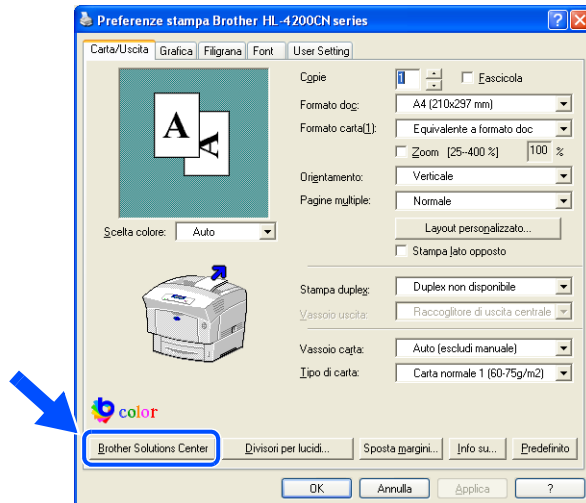 Preferenze stampa Brother HL-4200CN series
Carta/Uscita Grafica Filigrana Font User Setting
A
A
Copie 1 Fascicola
Formato doc: A4 (210x297 mm)
Formato carta(1): Equivalente a formato doc
Zoom [25--400 %] 100 %
Orientamento: Verticale
Pagine multiple: Normale
Scelta colore: Auto
Layout personalizzato...
Stampa lato opposto
Stampa duplex: Duplex non disponibile
Vassoio uscita: Raccoglitore di uscita centrale
Vassoio carta: Auto (escludi manuale)
Tipo di carta: Carta normale 1 (60-75g/m2)
b color
Brother Solutions Center Divisori per lucidi... Sposta margini... Info su... Predefinito
OK Annulla Applica ?